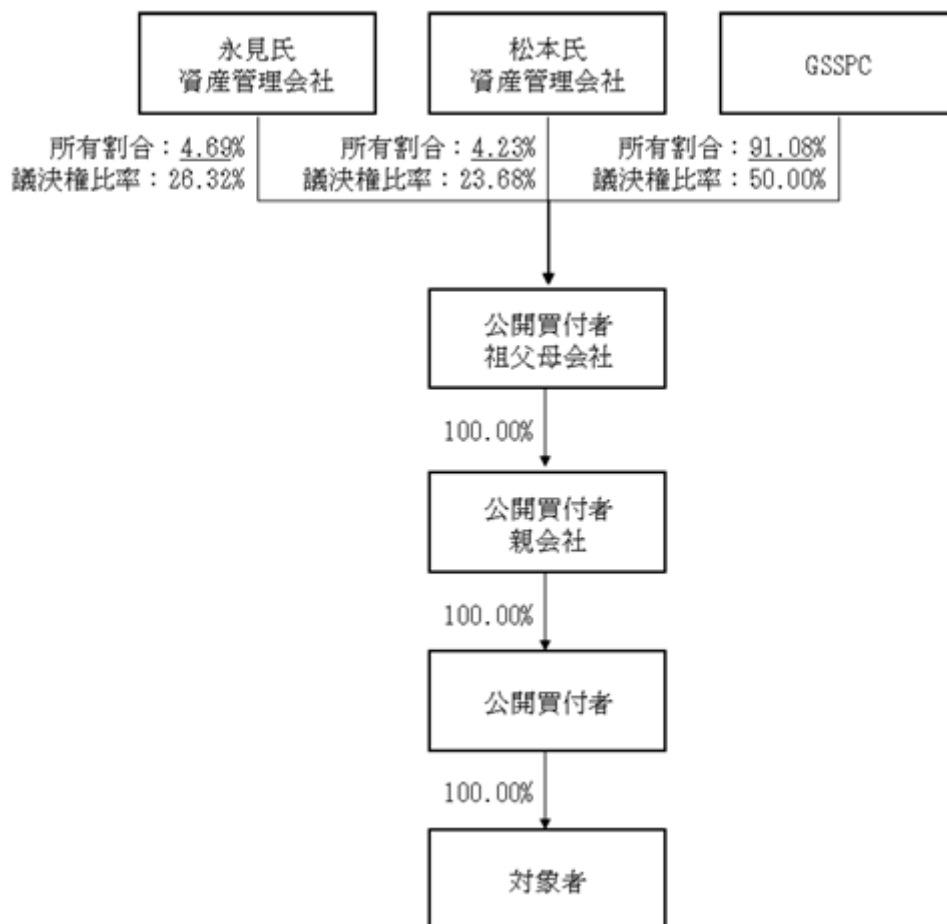 永見氏
資産管理会社
松本氏
資産管理会社
GSSPC
所有割合：4.69%
議決権比率：26.32%
所有割合：4.23%
議決権比率：23.68%
所有割合：91.08%
議決権比率：50.00%
公開買付者
祖父母会社
100.00%
公開買付者
親会社
100.00%
公開買付者
100.00%
対象者